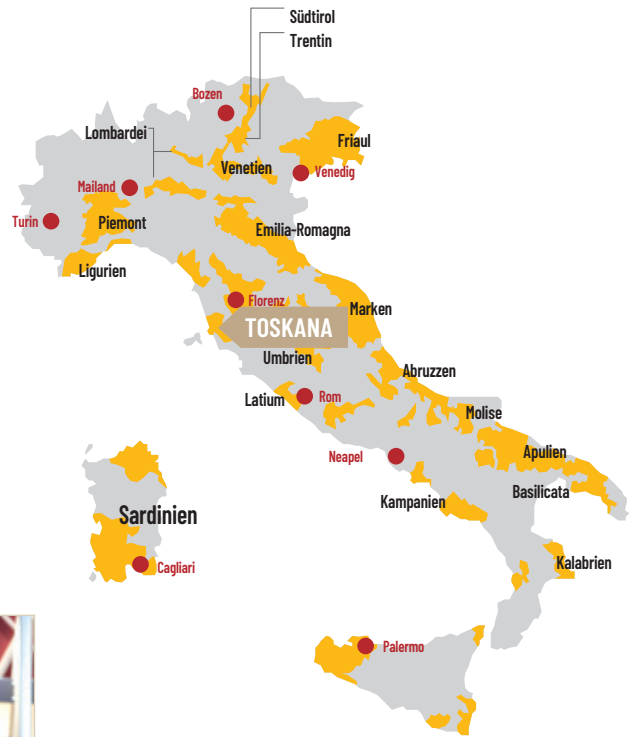 Südtirol
Trentin
Bozen
Lombardei
Friaul
Venetien
Venedig
Mailand
Turin
Piemont
Emilia-Romagna
Ligurien
Florenz
Marken
TOSKANA
Umbrien
Abruzzen
Latium
Rom
Molise
Neapel
Apulien
Kampanien
Basilicata
Sardinien
Kalabrien
Cagliari
Palermo